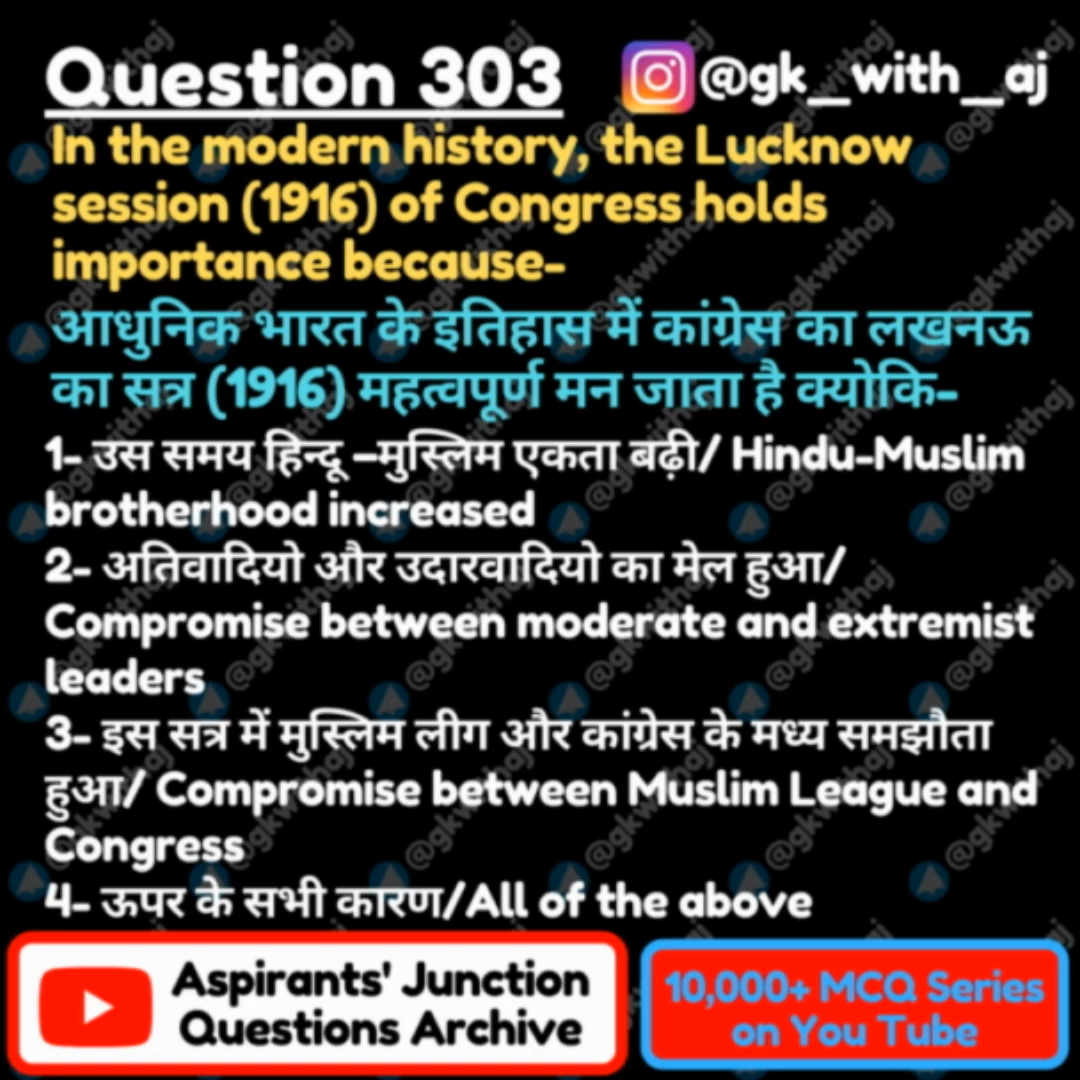 Question 303 @gk_with_aj
In the modern history, the Lucknow
session (1916) of Congress holds
importance because-
आधुनिक भारत के इतिहास में कांग्रेस का लखनऊ
का सत्र (1916) महत्वपूर्ण मन जाता है क्योकि-
1- उस समय हिन्दू –मुस्लिम एकता बढ़ी/ Hindu-Muslim
brotherhood increased
2- अतिवादियो और उदारवादियो का मेल हुआ/
Compromise between moderate and extremist
leaders
3- इस सत्र में मुस्लिम लीग और कांग्रेस के मध्य समझौता
हुआ/ Compromise between Muslim League and
Congress
4- ऊपर के सभी कारण/All of the above
Aspirants' Junction
Questions Archive
10,000+ MCQ Series
on You Tube
@gkwithaj